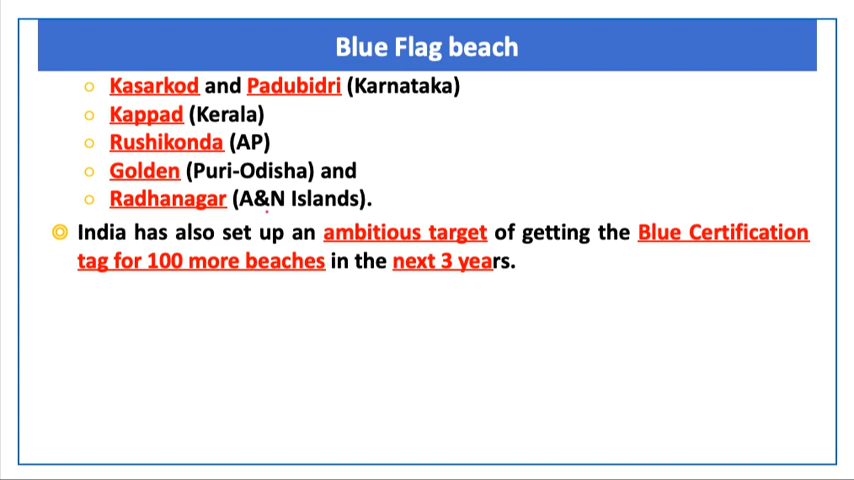 Blue Flag beach
Kasarkod and Padubidri (Karnataka)
Kappad (Kerala)
Rushikonda (AP)
Golden (Puri-Odisha) and
Radhanagar (A&N Islands).
India has also set up an ambitious target of getting the Blue Certification
tag for 100 more beaches in the next 3 years.